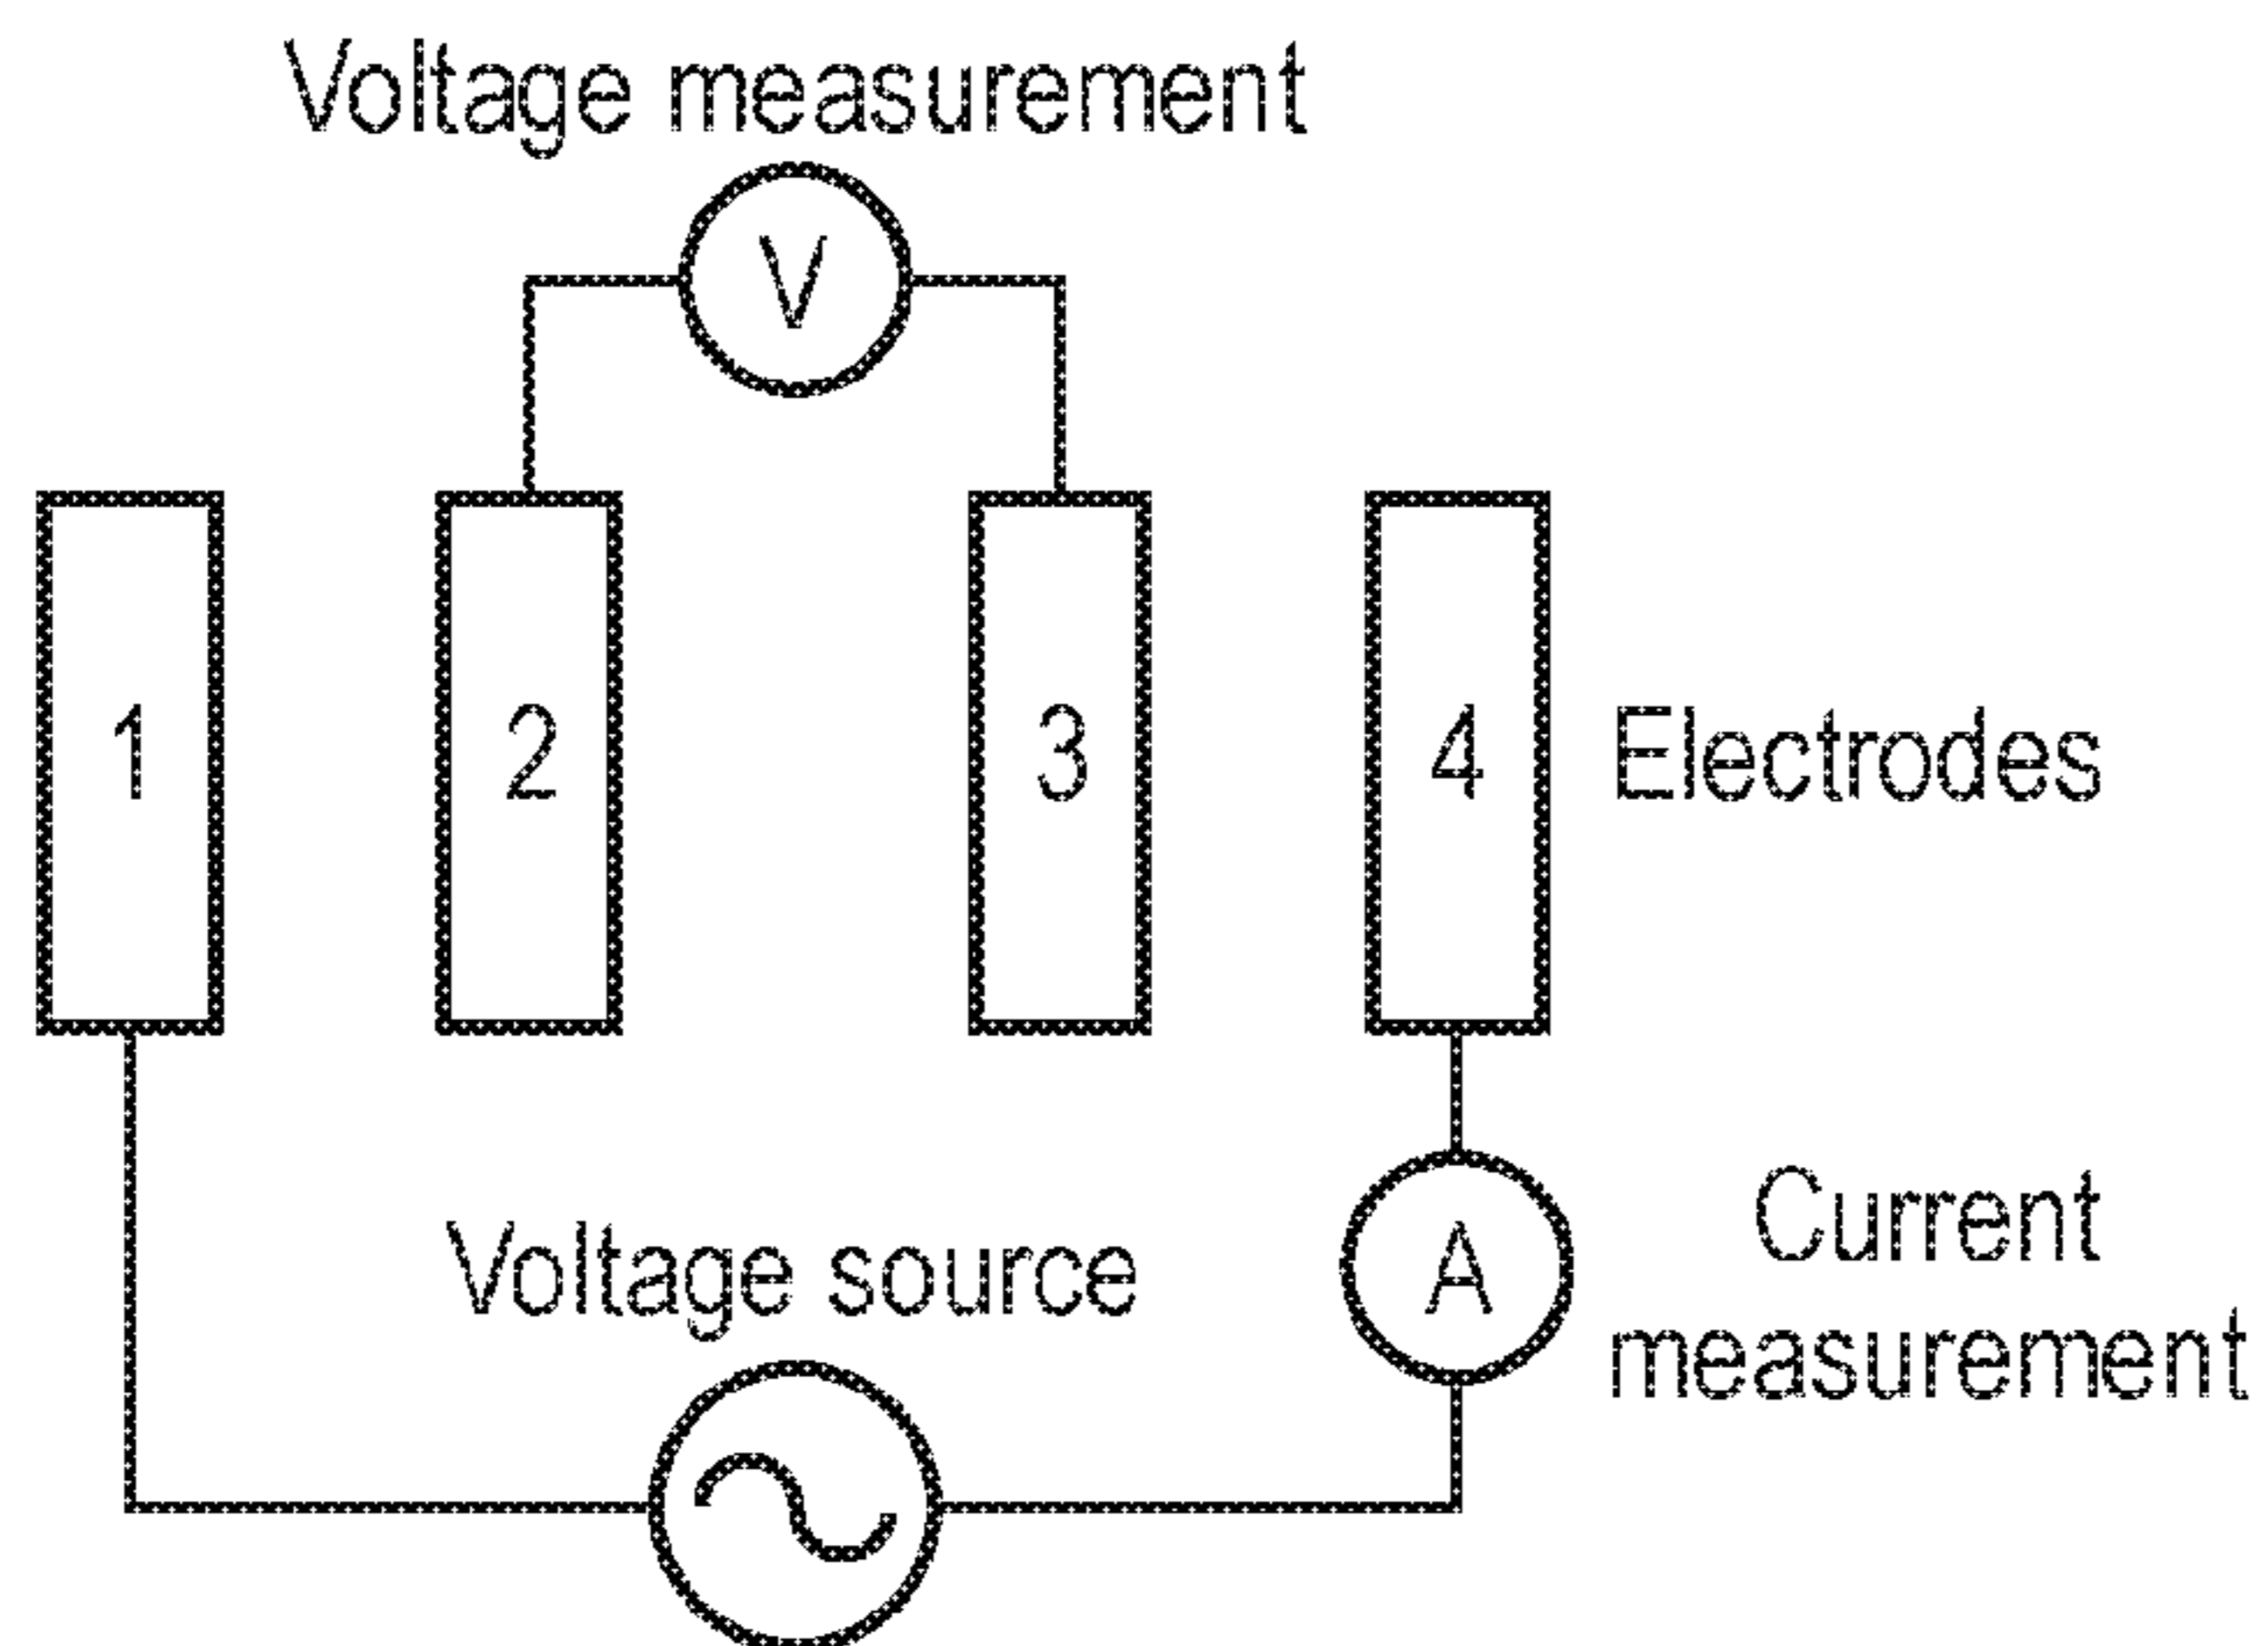 Voltage measurement
V
1 2 3 4 Electrodes
Voltage source
A
Current
measurement